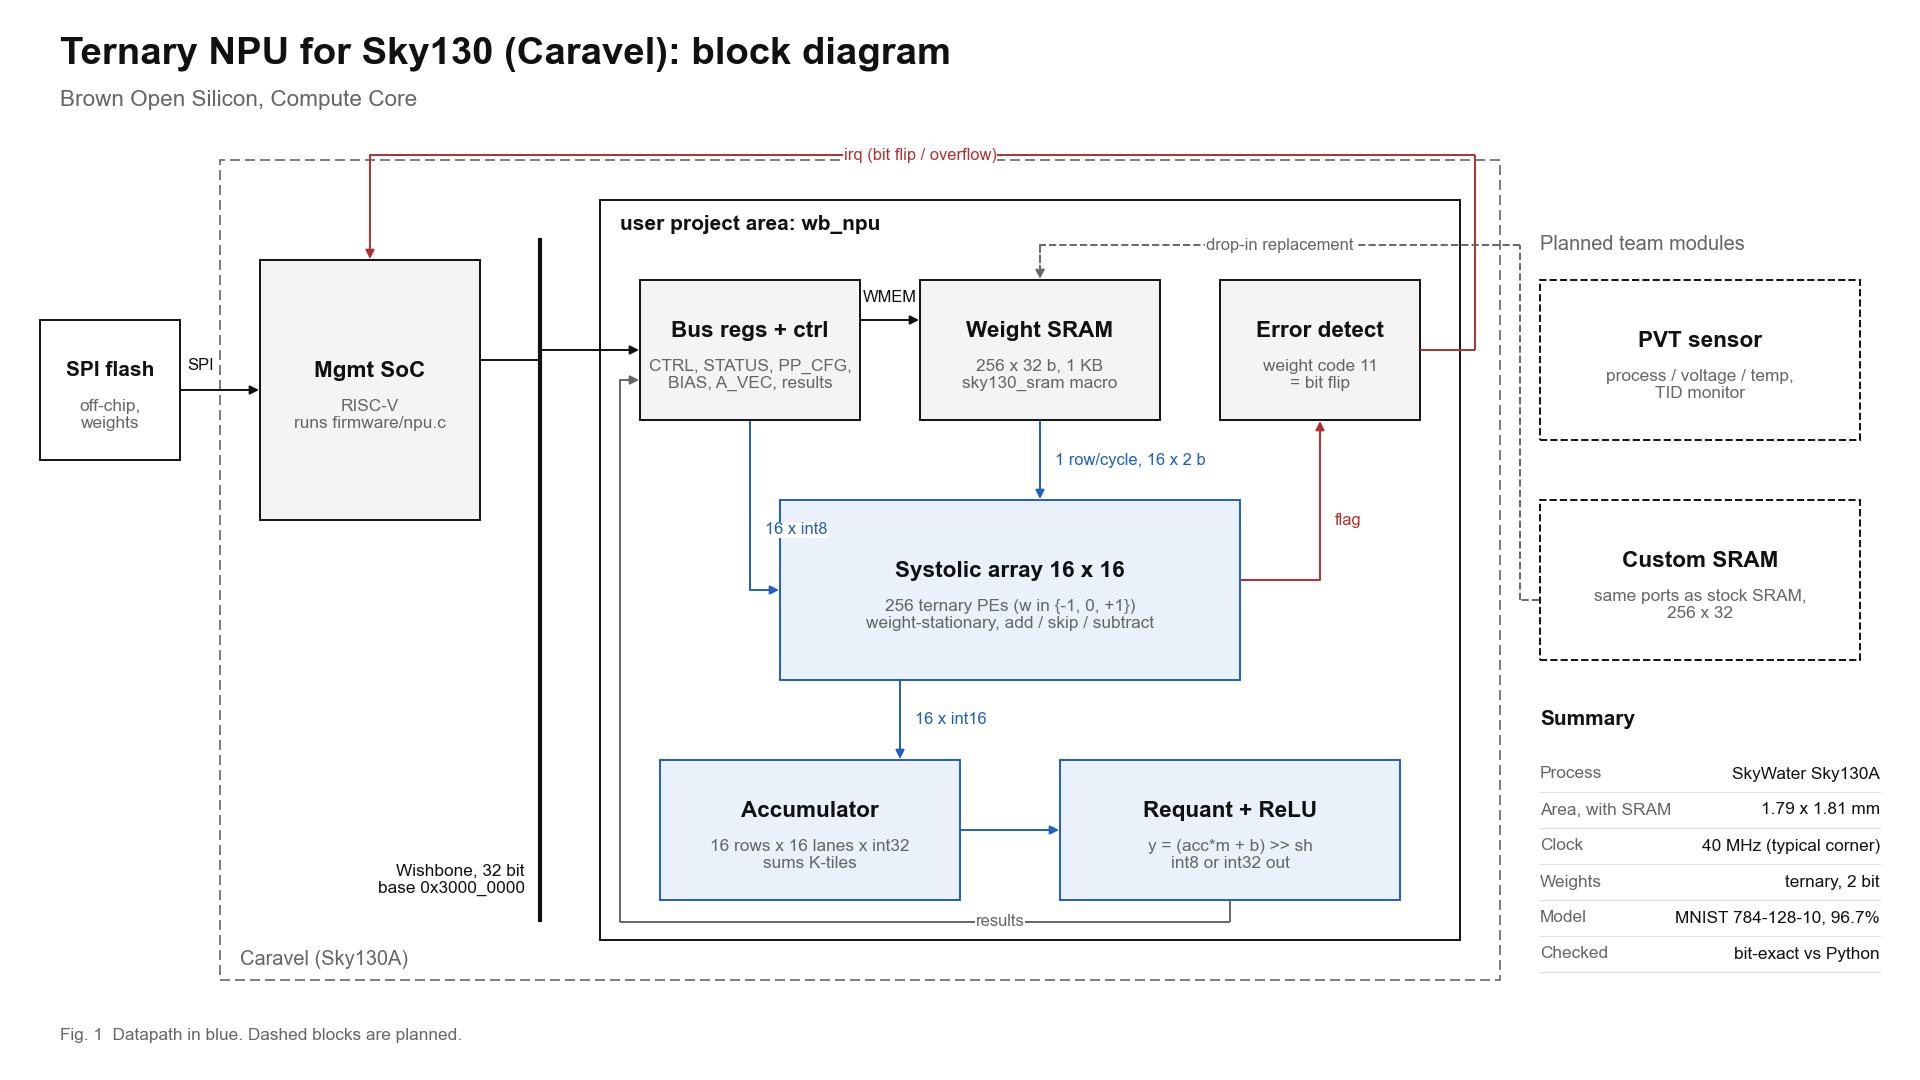 Ternary NPU for Sky130 (Caravel): block diagram
Brown Open Silicon, Compute Core
irq (bit flip / overflow)
user project area: wb_npu
drop-in replacement
Planned team modules
SPI flash
off-chip,
weights
SPI
Mgmt SoC
RISC-V
runs firmware/npu.c
Bus regs + ctrl
CTRL, STATUS, PP_CFG,
BIAS, A_VEC, results
WMEM
Weight SRAM
256 x 32 b, 1 KB
sky130_sram macro
Error detect
weight code 11
= bit flip
PVT sensor
process / voltage / temp,
TID monitor
1 row/cycle, 16 x 2 b
16 x int8
flag
Systolic array 16 x 16
256 ternary PEs (w in {-1, 0, +1})
weight-stationary, add / skip / subtract
Custom SRAM
same ports as stock SRAM,
256 x 32
16 x int16
Accumulator
16 rows x 16 lanes x int32
sums K-tiles
Requant + ReLU
y = (acc*m + b) >> sh
int8 or int32 out
results
Wishbone, 32 bit
base 0x3000_0000
Caravel (Sky130A)
Summary
Process SkyWater Sky130A
Area, with SRAM 1.79 x 1.81 mm
Clock 40 MHz (typical corner)
Weights ternary, 2 bit
Model MNIST 784-128-10, 96.7%
Checked bit-exact vs Python
Fig. 1 Datapath in blue. Dashed blocks are planned.